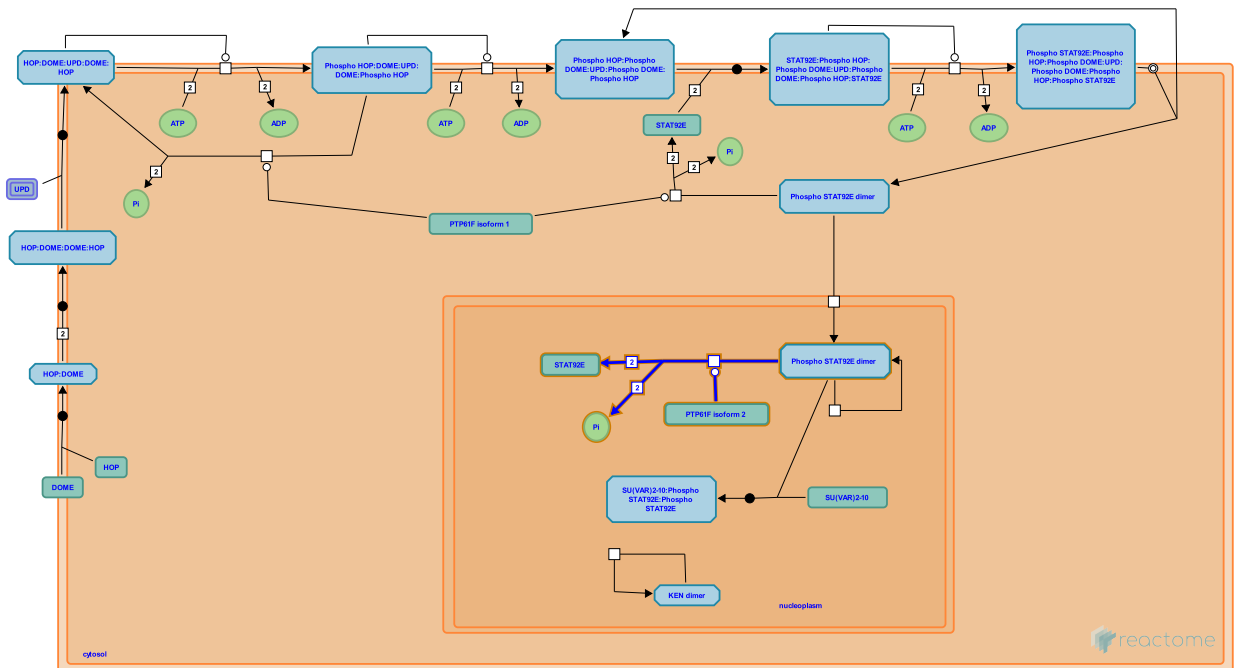 HOP:DOME:UPD:DOME:
HOP
Phospho HOP:DOME:UPD:
DOME:Phospho HOP
Phospho HOP:Phospho
DOME:UPD:Phospho DOME:
Phospho HOP
STAT92E:Phospho HOP:
Phospho DOME:UPD:Phospho
DOME:Phospho HOP:STAT92E
Phospho STAT92E:Phospho
HOP:Phospho DOME:UPD:
Phospho DOME:Phospho
HOP:Phospho STAT92E
2
2
2
2
2
2
2
ATP
ADP
ATP
ADP
STAT92E
ATP
ADP
2
2
Pi
2
UPD
Pi
Phospho STAT92E dimer
PTP61F isoform 1
HOP:DOME:DOME:HOP
2
HOP:DOME
STAT92E
2
Phospho STAT92E dimer
2
PTP61F isoform 2
Pi
HOP
DOME
SU(VAR)2-10:Phospho
STAT92E:Phospho
STAT92E
SU(VAR)2-10
KEN dimer
nucleoplasm
cytosol
reactome